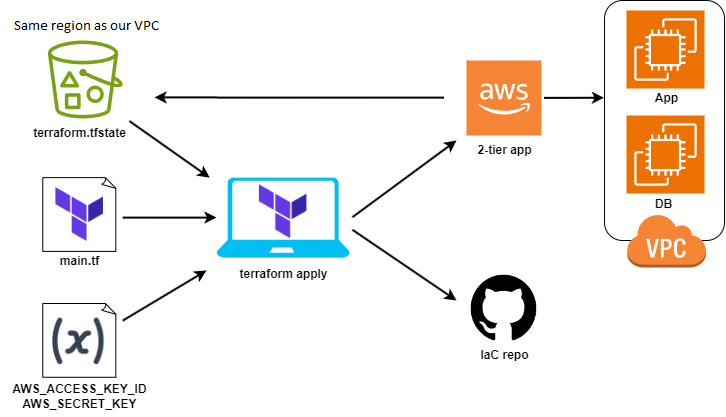 Same region as our VPC
terraform.tfstate
main.tf
(x)
AWS_ACCESS_KEY_ID
AWS_SECRET_KEY
terraform apply
aws
2-tier app
IaC repo
App
DB
VPC